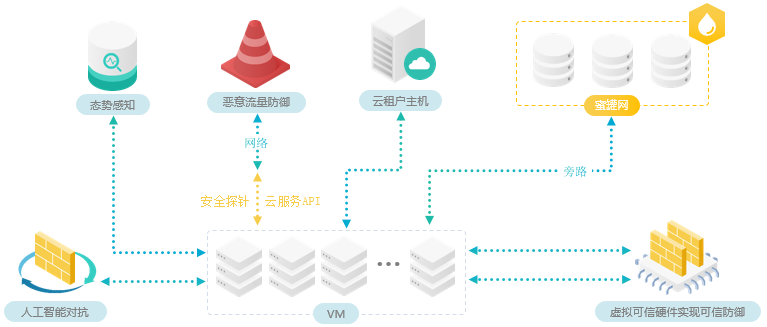 态势感知
恶意流量防御
云租户主机
蜜罐网
网络
旁路
安全探针
云服务API
人工智能对抗
VM
虚拟可信硬件实现可信防御